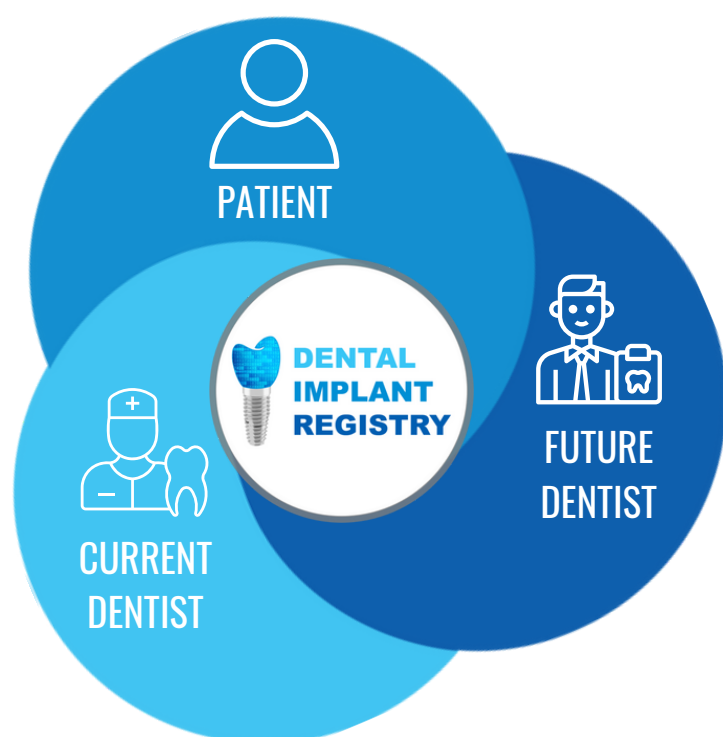 PATIENT
DENTAL
IMPLANT
REGISTRY
FUTURE
DENTIST
CURRENT
DENTIST